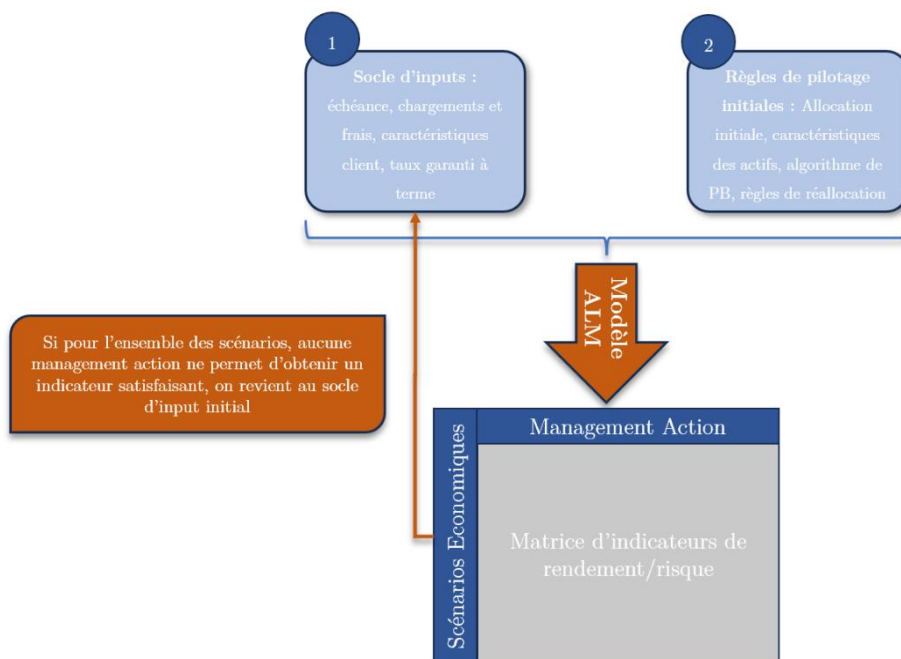 1
Socle d'inputs :
échéance, chargements et
frais, caractéristiques
client, taux garanti à
terme
2
Règles de pilotage
initiales : Allocation
initiale, caractéristiques
des actifs, algorithme de
PB, règles de réallocation
Modèle
ALM
Si pour l'ensemble des scénarios, aucune
management action ne permet d'obtenir un
indicateur satisfaisant, on revient au socle
d'input initial
Management Action
Scénarios Economiques
Matrice d'indicateurs de
rendement/risque